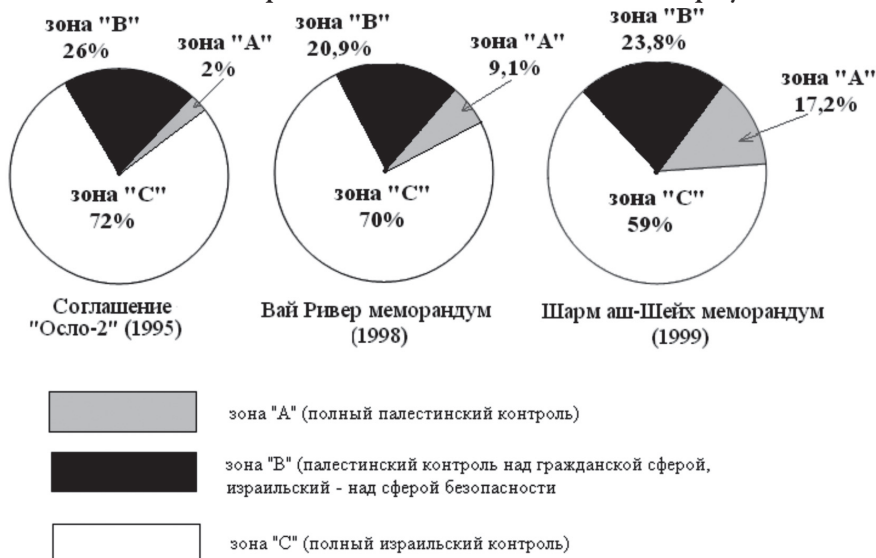 зона "В"
26%
зона "А"
2%
зона "С"
72%
Соглашение
"Осло-2" (1995)
зона "В"
20,9%
зона "А"
9,1%
зона "С"
70%
Вай Ривер меморандум
(1998)
зона "В"
23,8%
зона "А"
17,2%
зона "С"
59%
Шарм аш-Шейх меморандум
(1999)
зона "А" (полный палестинский контроль)
зона "В" (палестинский контроль над гражданской сферой,
израильский - над сферой безопасности
зона "С" (полный израильский контроль)